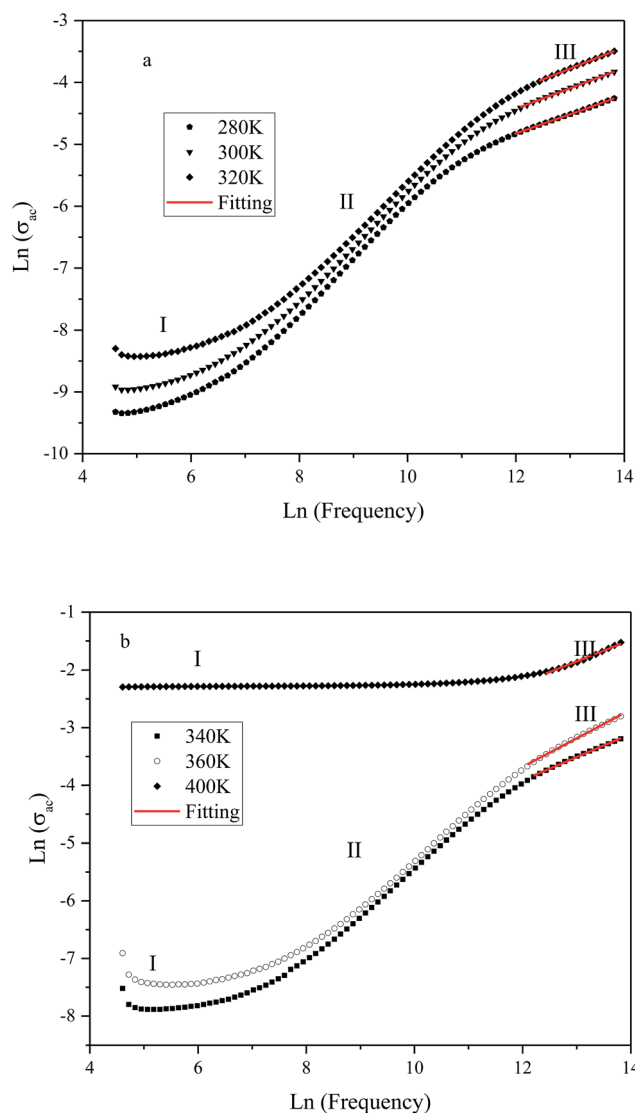 a
-3
-4
-5
-6
-7
-8
-9
-10
Ln (σac)
280K
300K
320K
Fitting
I
II
III
4 6 8 10 12 14
Ln (Frequency)
b
-1
-2
-3
-4
-5
-6
-7
-8
Ln (σac)
I
III
340K
360K
400K
Fitting
III
II
I
4 6 8 10 12 14
Ln (Frequency)